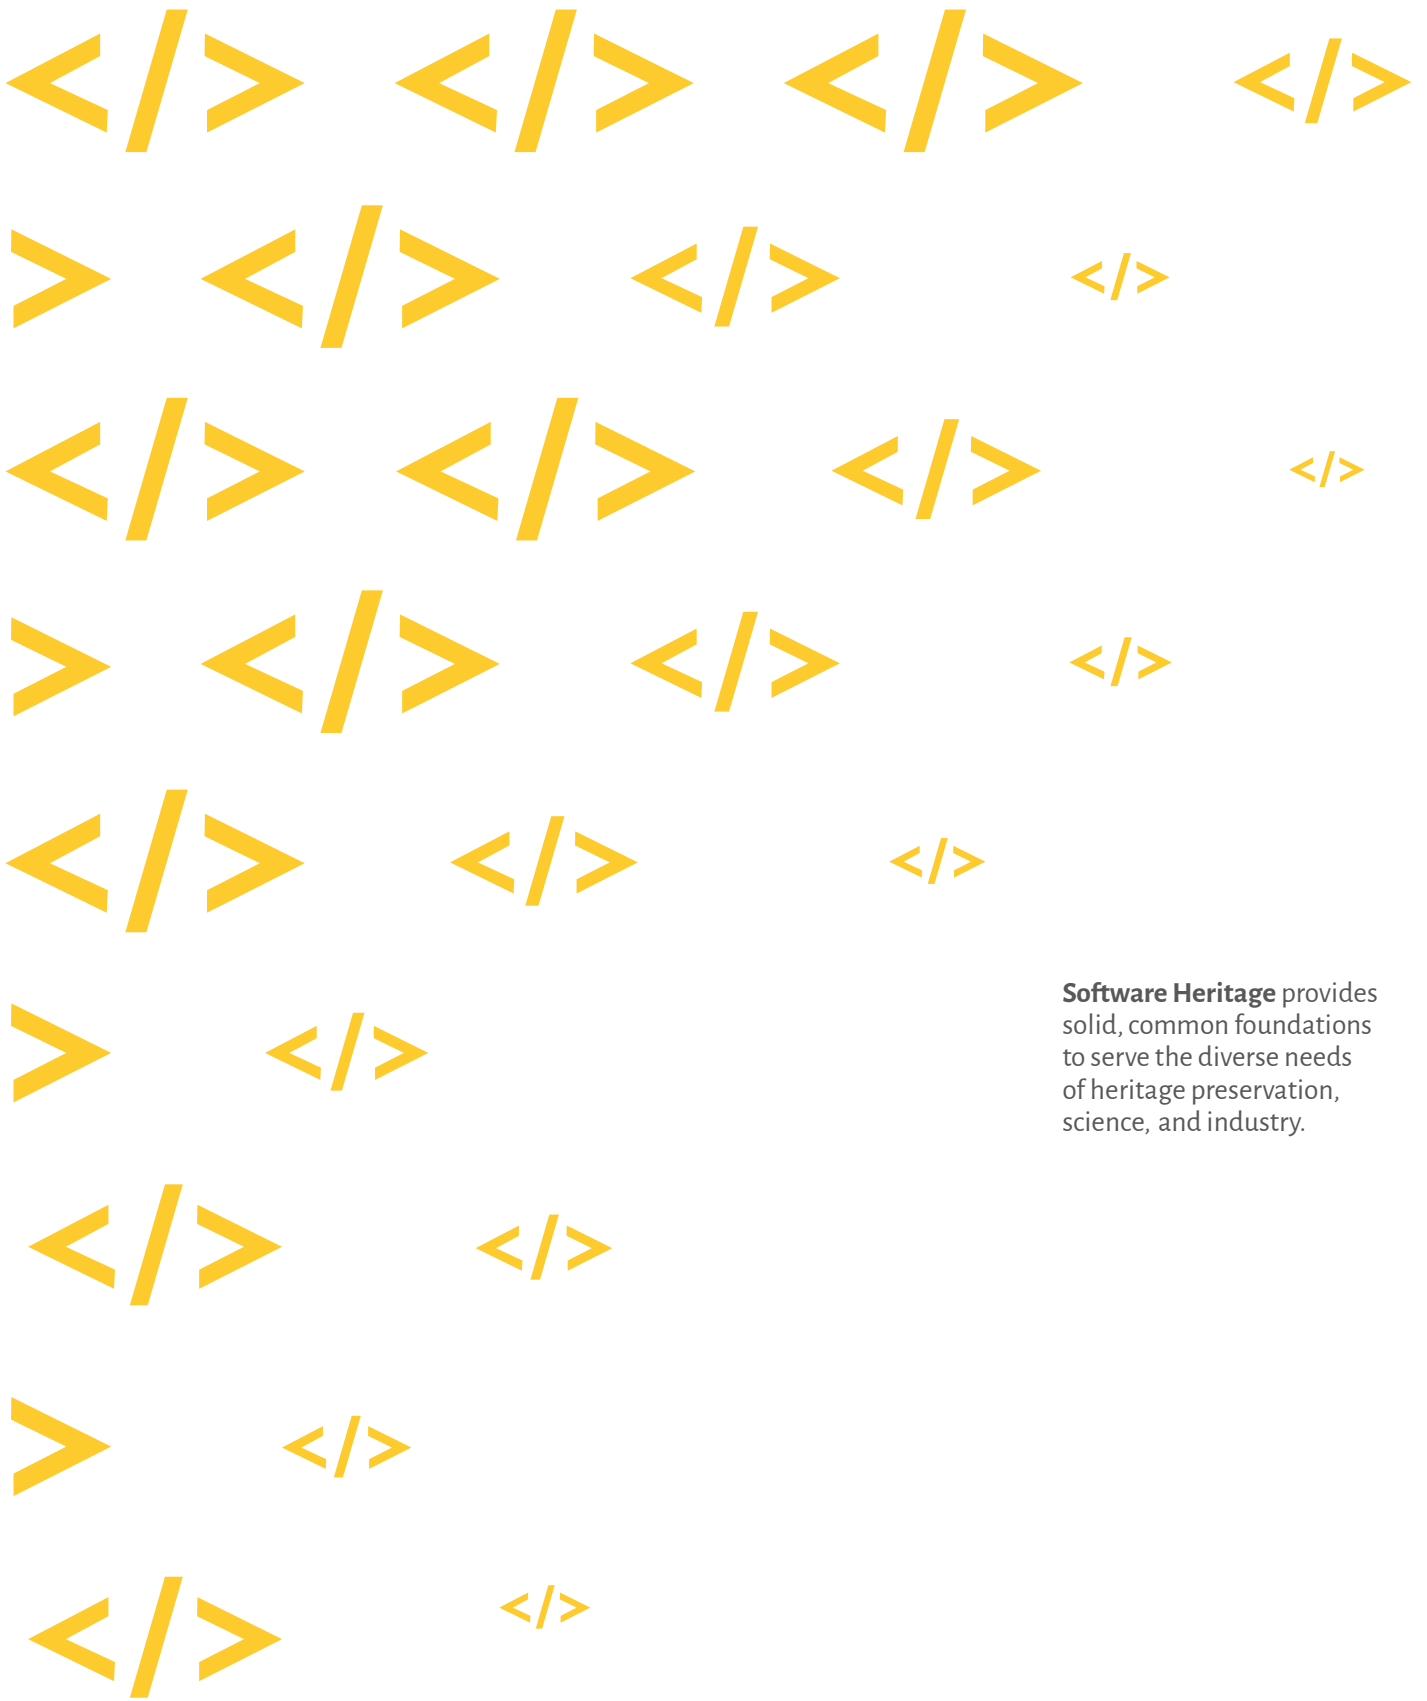 </> </> </> </>
> </> </> </>
</> </> </> </>
> </> </> </>
</> </> </>
Software Heritage provides
solid, common foundations
to serve the diverse needs
of heritage preservation,
science, and industry.
> </>
</> </>
> </>
</> </>